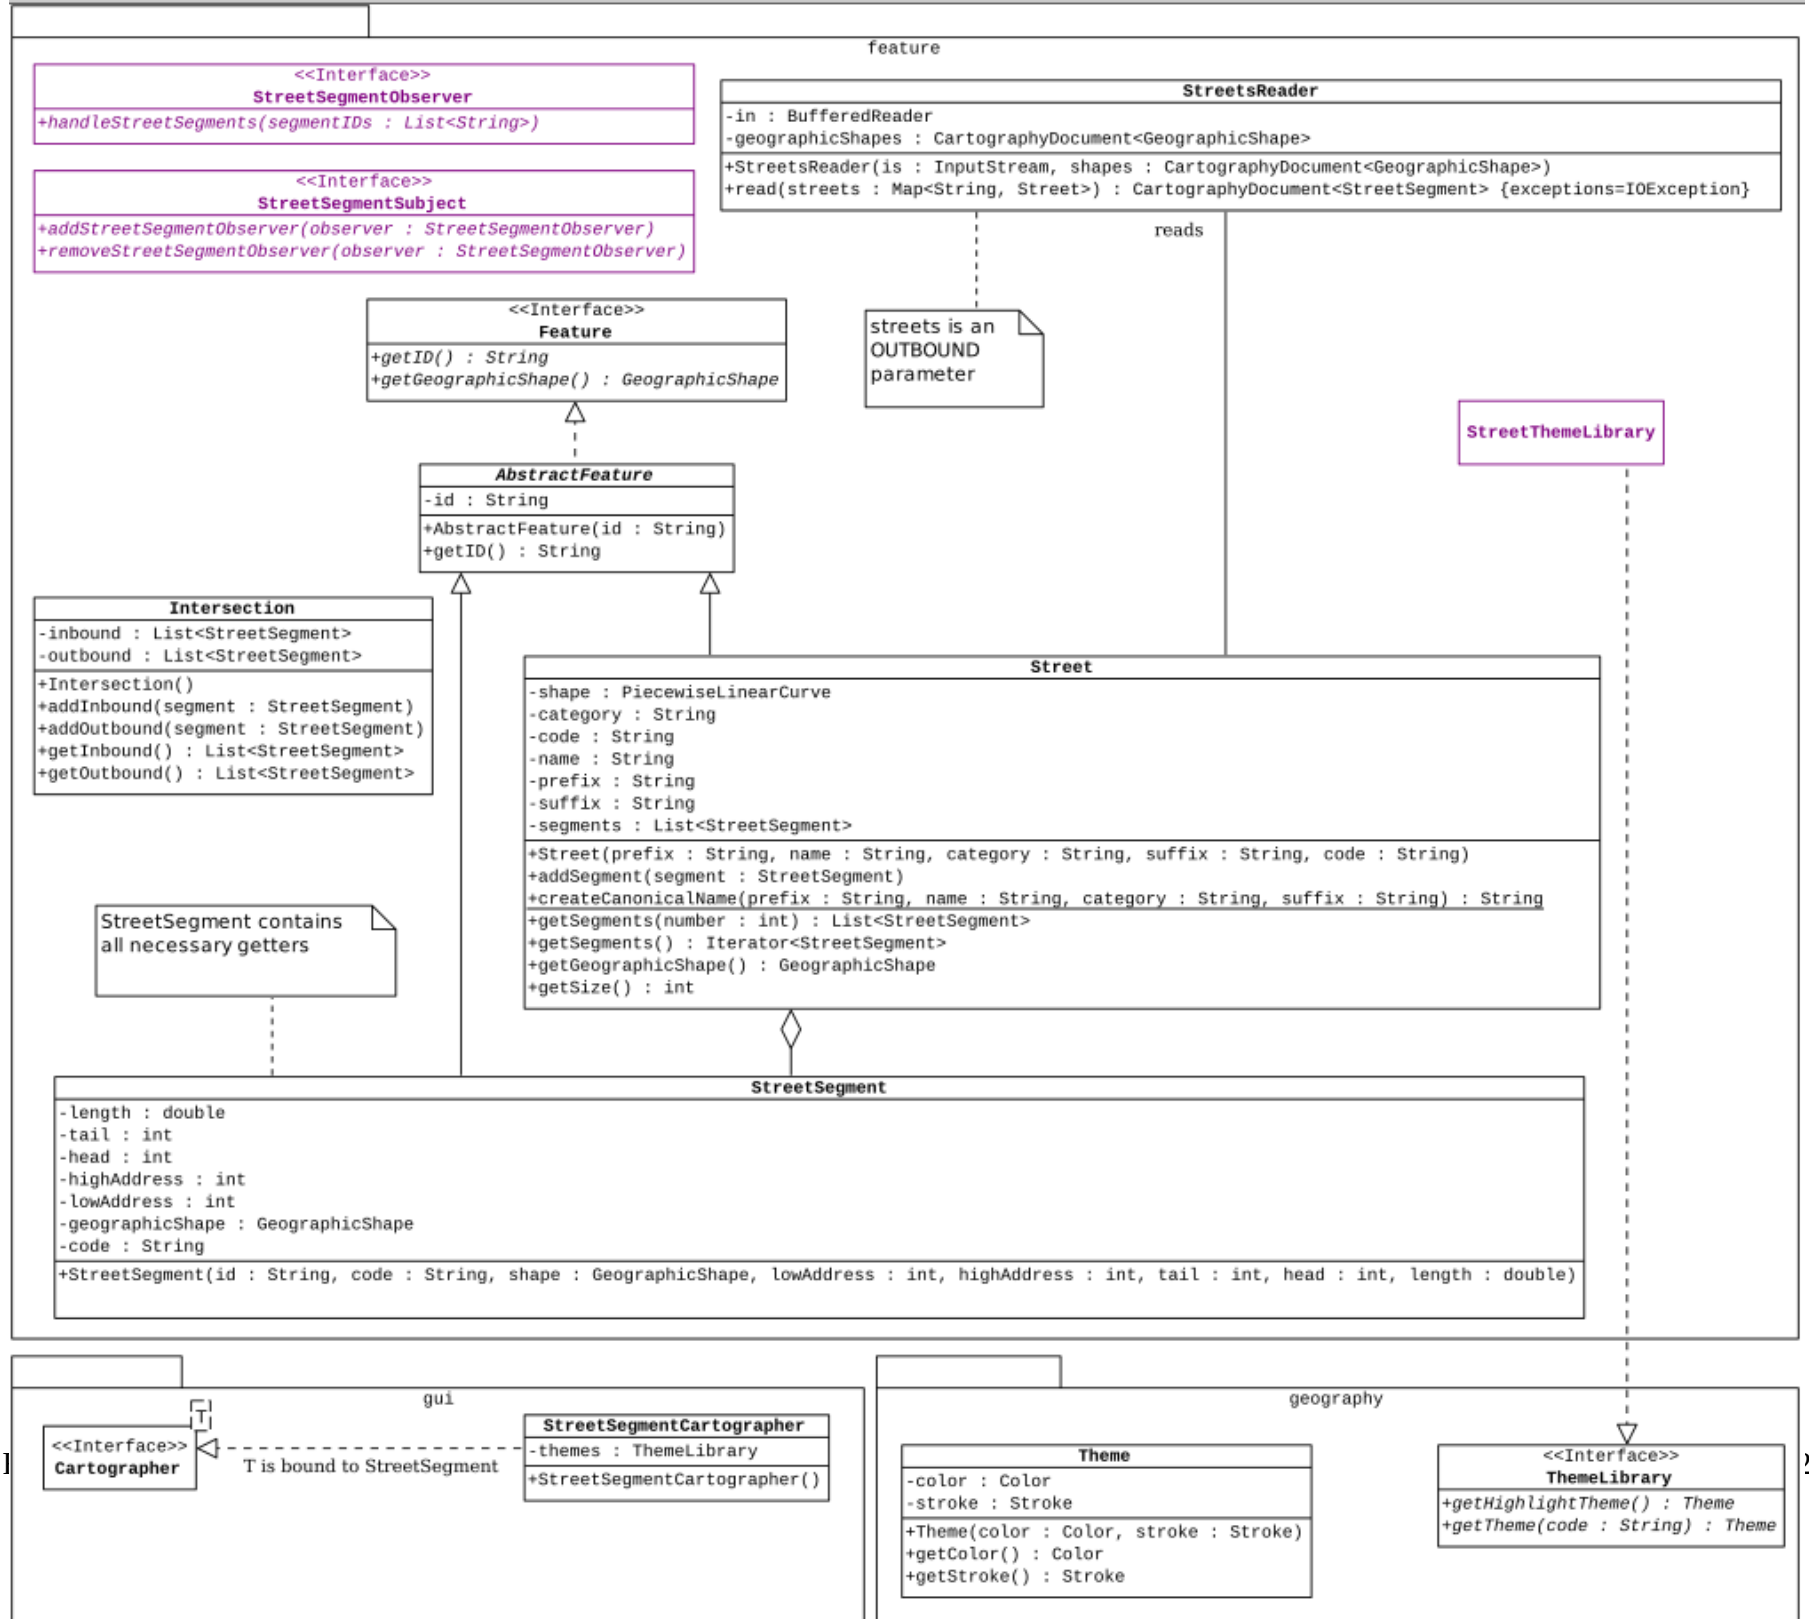 feature
<<Interface>>
StreetSegmentObserver
+handleStreetSegments(segmentIDs : List<String>)
<<Interface>>
StreetSegmentSubject
+addStreetSegmentObserver(observer : StreetSegmentObserver)
+removeStreetSegmentObserver(observer : StreetSegmentObserver)
StreetsReader
-in : BufferedReader
-geographicShapes : CartographyDocument<GeographicShape>
+StreetsReader(is : InputStream, shapes : CartographyDocument<GeographicShape>)
+read(streets : Map<String, Street>) : CartographyDocument<StreetSegment> {exceptions=IOException}
reads
streets is an
OUTBOUND
parameter
<<Interface>>
Feature
+getID() : String
+getGeographicShape() : GeographicShape
StreetThemeLibrary
AbstractFeature
-id : String
+AbstractFeature(id : String)
+getID() : String
Intersection
-inbound : List<StreetSegment>
-outbound : List<StreetSegment>
+Intersection()
+addInbound(segment : StreetSegment)
+addOutbound(segment : StreetSegment)
+getInbound() : List<StreetSegment>
+getOutbound() : List<StreetSegment>
Street
-shape : PiecewiseLinearCurve
-category : String
-code : String
-name : String
-prefix : String
-suffix : String
-segments : List<StreetSegment>
+Street(prefix : String, name : String, category : String, suffix : String, code : String)
+addSegment(segment : StreetSegment)
+createCanonicalName(prefix : String, name : String, category : String, suffix : String) : String
+getSegments(number : int) : List<StreetSegment>
+getSegments() : Iterator<StreetSegment>
+getGeographicShape() : GeographicShape
+getSize() : int
StreetSegment contains
all necessary getters
StreetSegment
-length : double
-tail : int
-head : int
-highAddress : int
-lowAddress : int
-geographicShape : GeographicShape
-code : String
+StreetSegment(id : String, code : String, shape : GeographicShape, lowAddress : int, highAddress : int, tail : int, head : int, length : double)
gui
T
<<Interface>>
Cartographer
T is bound to StreetSegment
StreetSegmentCartographer
-themes : ThemeLibrary
+StreetSegmentCartographer()
geography
Theme
-color : Color
-stroke : Stroke
+Theme(color : Color, stroke : Stroke)
+getColor() : Color
+getStroke() : Stroke
<<Interface>>
ThemeLibrary
+getHighlightTheme() : Theme
+getTheme(code : String) : Theme